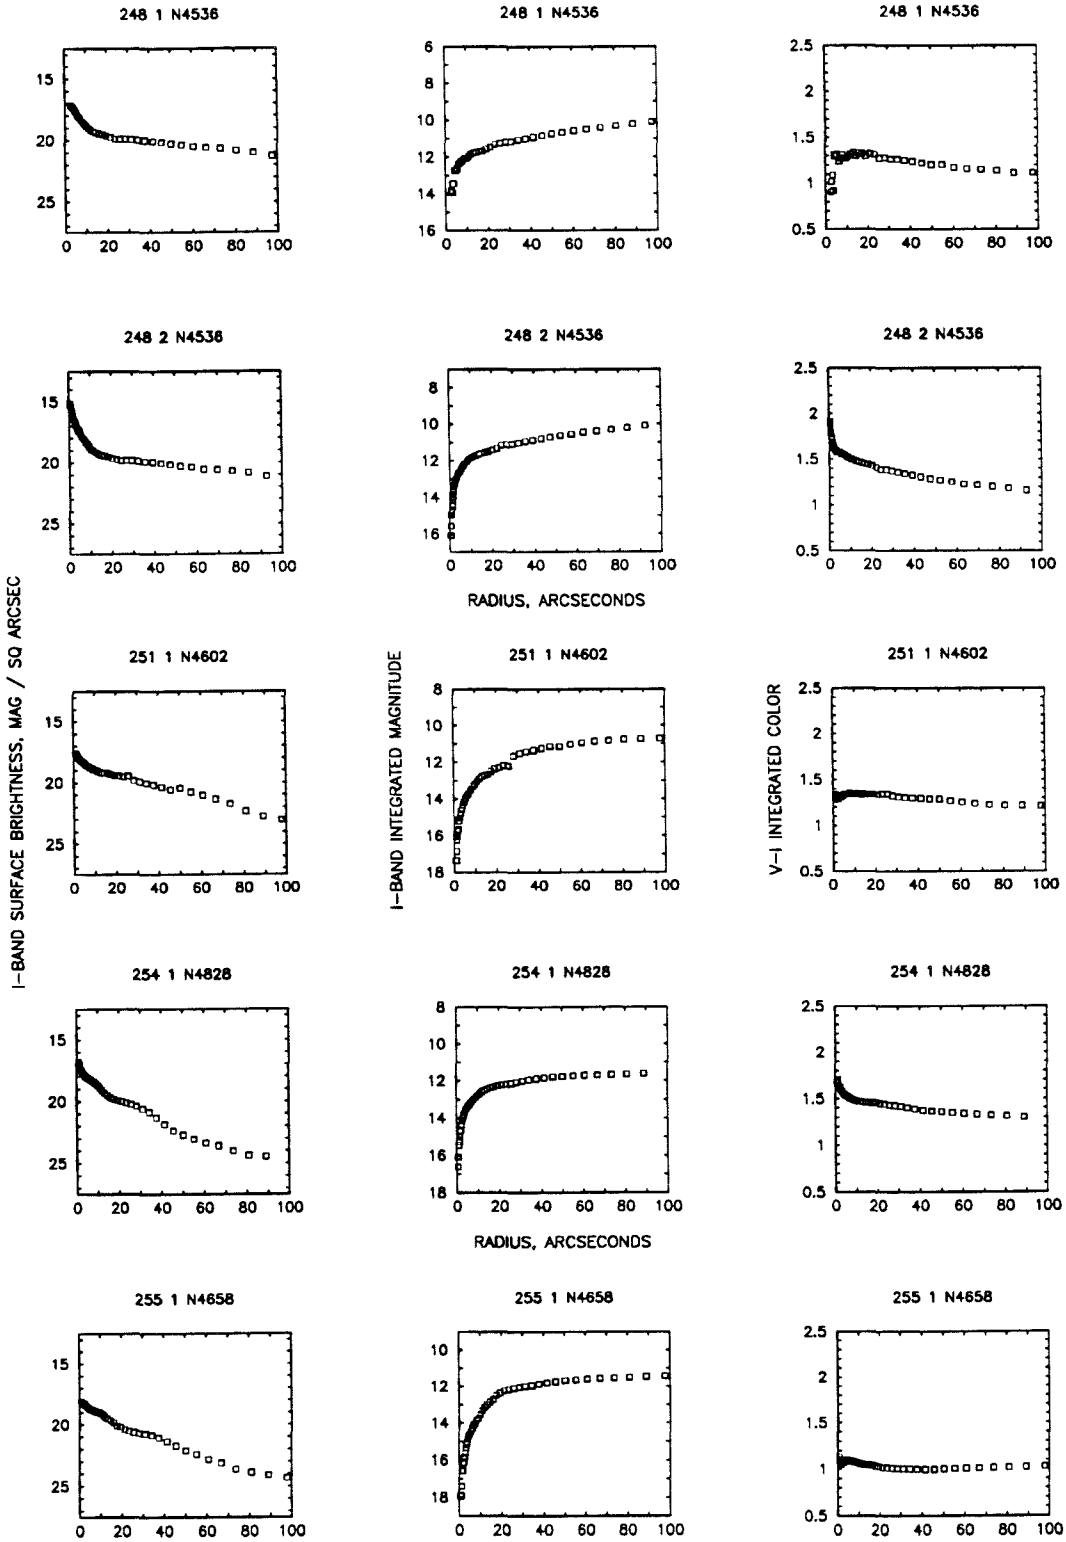 248 1 N4536
248 1 N4536
248 1 N4536
15
20
25
0 20 40 60 80 100
6
8
10
12
14
16
0 20 40 60 80 100
2.5
2
1.5
1
0.5
0 20 40 60 80 100
248 2 N4536
248 2 N4536
248 2 N4536
15
20
25
0 20 40 60 80 100
8
10
12
14
16
0 20 40 60 80 100
RADIUS, ARCSECONDS
2.5
2
1.5
1
0.5
0 20 40 60 80 100
I-BAND SURFACE BRIGHTNESS, MAG / SQ ARCSEC
I-BAND INTEGRATED MAGNITUDE
V-I INTEGRATED COLOR
251 1 N4602
251 1 N4602
251 1 N4602
15
20
25
0 20 40 60 80 100
8
10
12
14
16
18
0 20 40 60 80 100
2.5
2
1.5
1
0.5
0 20 40 60 80 100
254 1 N4828
254 1 N4828
254 1 N4828
15
20
25
0 20 40 60 80 100
8
10
12
14
16
18
0 20 40 60 80 100
RADIUS, ARCSECONDS
2.5
2
1.5
1
0.5
0 20 40 60 80 100
255 1 N4658
255 1 N4658
255 1 N4658
15
20
25
0 20 40 60 80 100
10
12
14
16
18
0 20 40 60 80 100
2.5
2
1.5
1
0.5
0 20 40 60 80 100